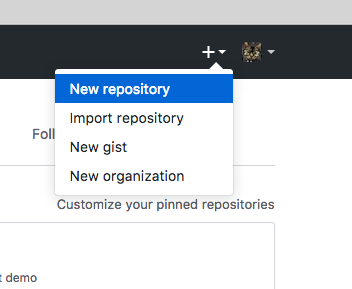 New repository
Import repository
Foll
New gist
New organization
Customize your pinned repositories
t demo